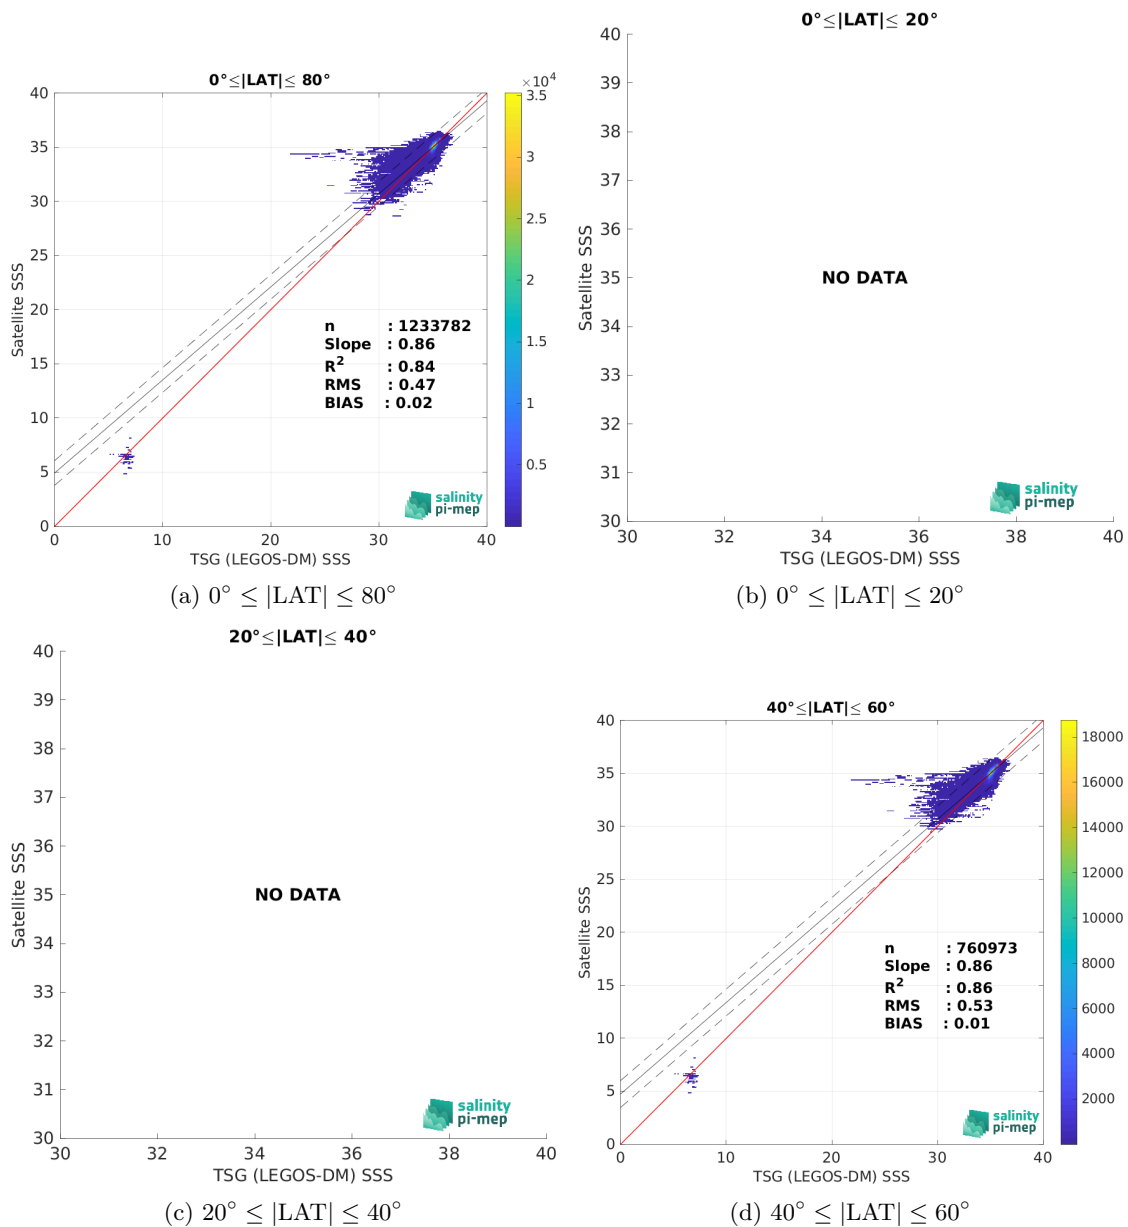 0°≤|LAT|≤ 80°
×10⁴
40
35
30
25
20
15
10
5
0
0 10 20 30 40
3.5
3
2.5
2
1.5
1
0.5
Satellite SSS
TSG (LEGOS-DM) SSS
n : 1233782
Slope : 0.86
R² : 0.84
RMS : 0.47
BIAS : 0.02
salinity
pi-mep
(a) 0° ≤ |LAT| ≤ 80°
0°≤|LAT|≤ 20°
40
39
38
37
36
35
34
33
32
31
30
30 32 34 36 38 40
Satellite SSS
TSG (LEGOS-DM) SSS
NO DATA
salinity
pi-mep
(b) 0° ≤ |LAT| ≤ 20°
20°≤|LAT|≤ 40°
40
39
38
37
36
35
34
33
32
31
30
30 32 34 36 38 40
Satellite SSS
TSG (LEGOS-DM) SSS
NO DATA
salinity
pi-mep
(c) 20° ≤ |LAT| ≤ 40°
40°≤|LAT|≤ 60°
40
35
30
25
20
15
10
5
0
0 10 20 30 40
18000
16000
14000
12000
10000
8000
6000
4000
2000
Satellite SSS
TSG (LEGOS-DM) SSS
n : 760973
Slope : 0.86
R² : 0.86
RMS : 0.53
BIAS : 0.01
salinity
pi-mep
(d) 40° ≤ |LAT| ≤ 60°